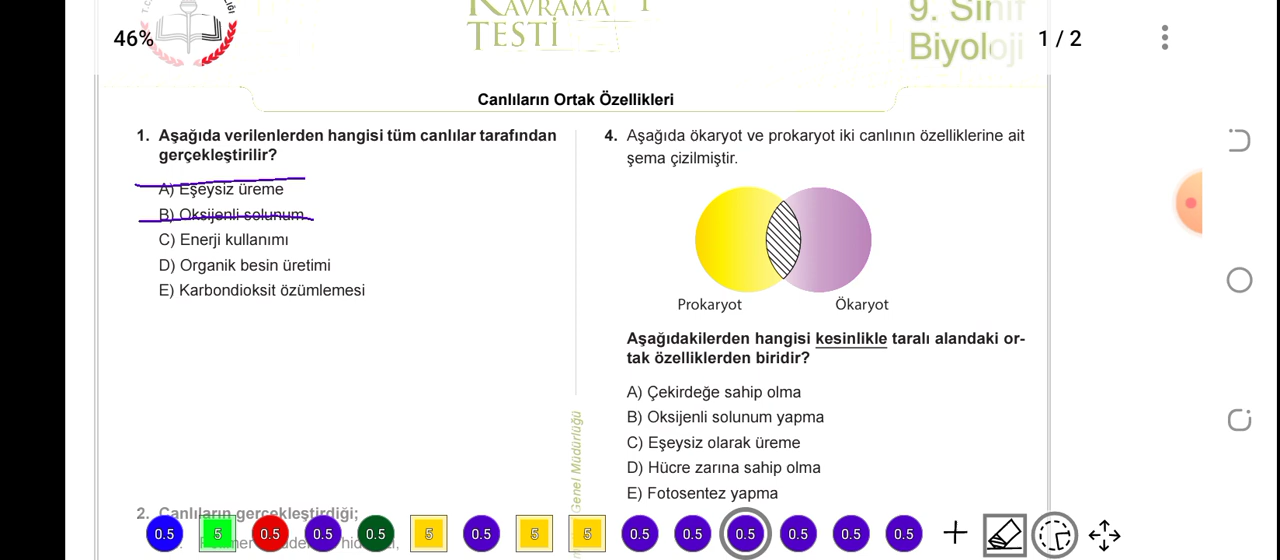 46%
KAVRAMA
TESTİ
9. Sınıf
Biyoloji
1 / 2
Canlıların Ortak Özellikleri
1. Aşağıda verilenlerden hangisi tüm canlılar tarafından
gerçekleştirilir?
A) Eşeysiz üreme
B) Oksijenli solunum
C) Enerji kullanımı
D) Organik besin üretimi
E) Karbondioksit özümlemesi
2. Canlıların gerçekleştirdiği;
4. Aşağıda ökaryot ve prokaryot iki canlının özelliklerine ait
şema çizilmiştir.
Prokaryot Ökaryot
Aşağıdakilerden hangisi kesinlikle taralı alandaki or-
tak özelliklerden biridir?
A) Çekirdeğe sahip olma
B) Oksijenli solunum yapma
C) Eşeysiz olarak üreme
D) Hücre zarına sahip olma
E) Fotosentez yapma
Genel Müdürlüğü
0.5 5 0.5 0.5 0.5 5 0.5 5 5 0.5 0.5 0.5 0.5 0.5 0.5